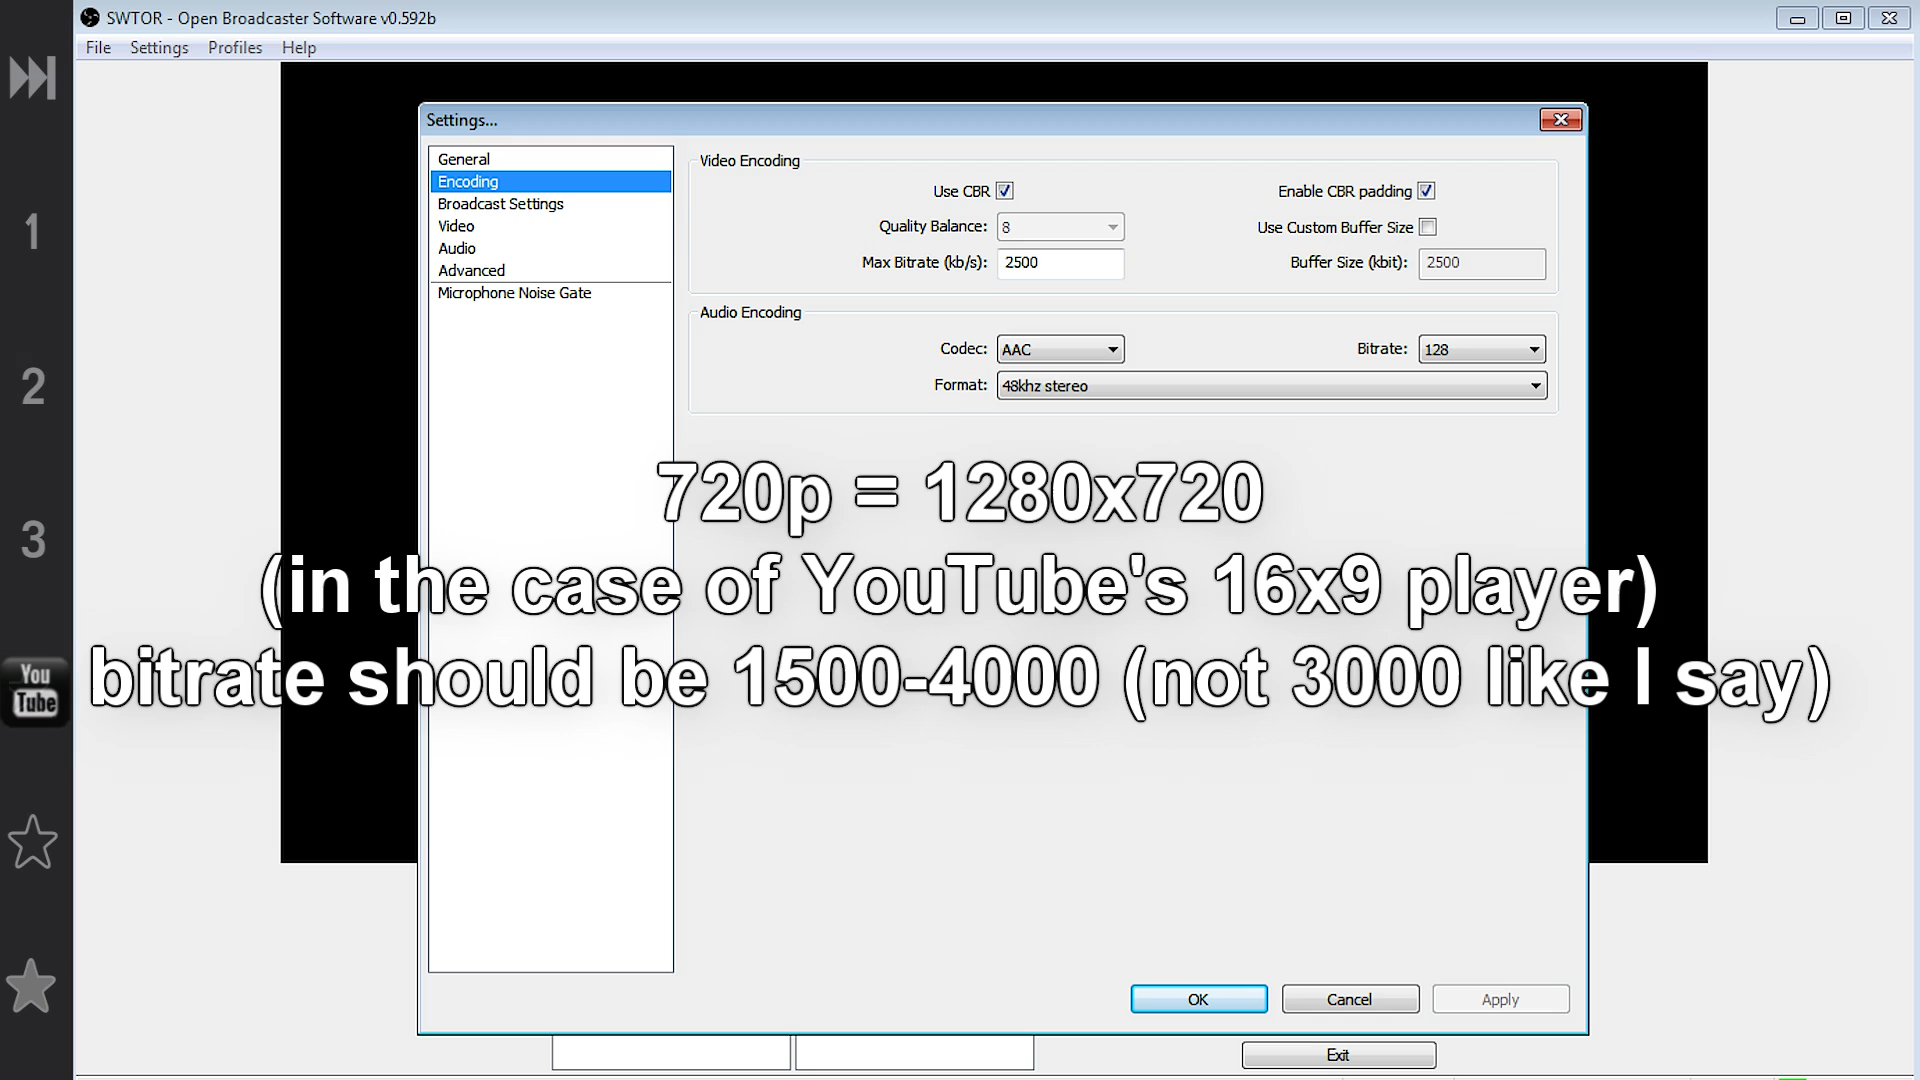 SWTOR - Open Broadcaster Software v0.592b
File Settings Profiles Help
1
2
3
You
Tube
Settings...
General
Encoding
Broadcast Settings
Video
Audio
Advanced
Microphone Noise Gate
Video Encoding
Use CBR
Enable CBR padding
Quality Balance: 8
Use Custom Buffer Size
Max Bitrate (kb/s): 2500
Buffer Size (kbit): 2500
Audio Encoding
Codec: AAC
Bitrate: 128
Format: 48khz stereo
720p = 1280x720
(in the case of YouTube's 16x9 player)
bitrate should be 1500-4000 (not 3000 like I say)
OK Cancel Apply
Exit